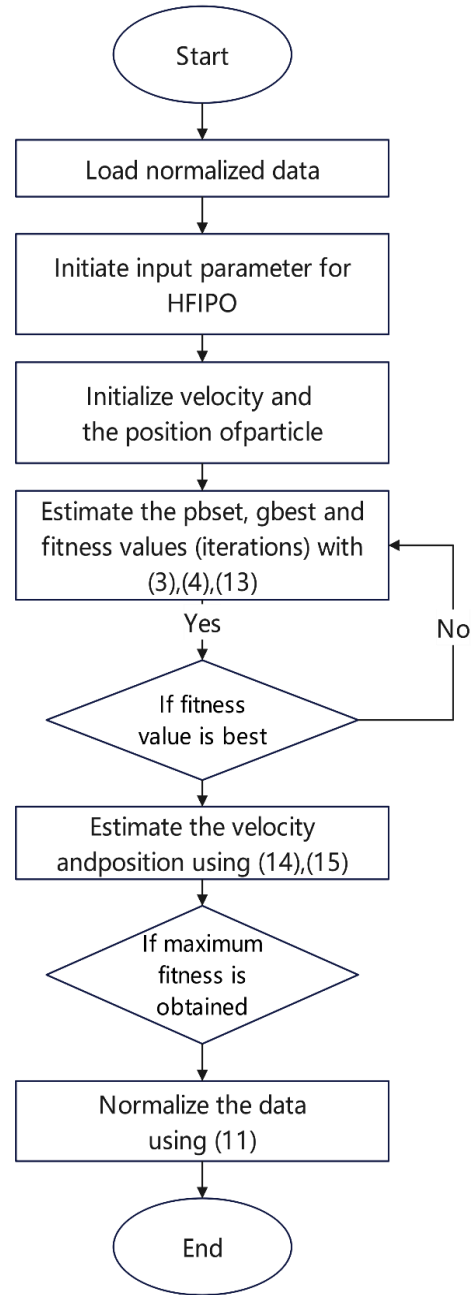 Start
Load normalized data
Initiate input parameter for
HFIPO
Initialize velocity and
the position ofparticle
Estimate the pbset, gbest and
fitness values (iterations) with
(3),(4),(13)
Yes
No
If fitness
value is best
Estimate the velocity
andposition using (14),(15)
If maximum
fitness is
obtained
Normalize the data
using (11)
End